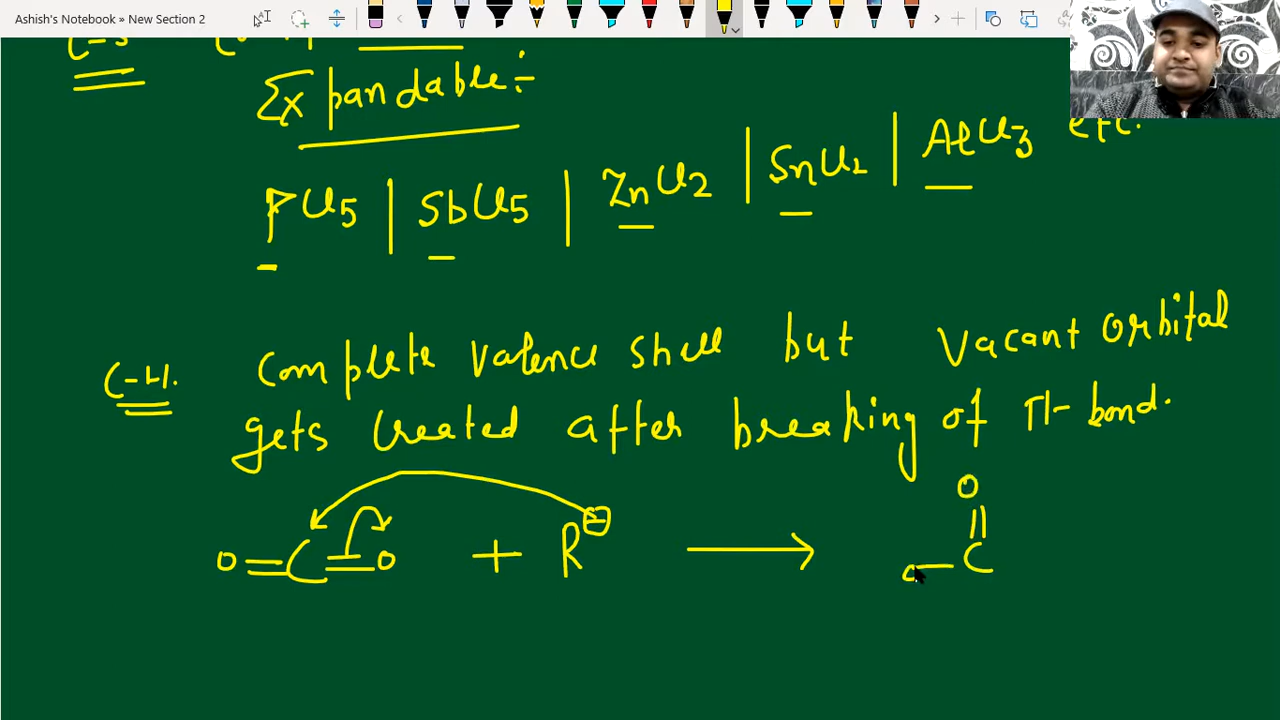 Ashish's Notebook » New Section 2
C-3
Expandable:-
PCl5 | SbCl5 | ZnCl2 | SnCl2 | AlCl3 etc.
C-4. Complete valence shell but vacant orbital
gets created after breaking of π-bond.
O
O=C=O + R⊖ → O-C